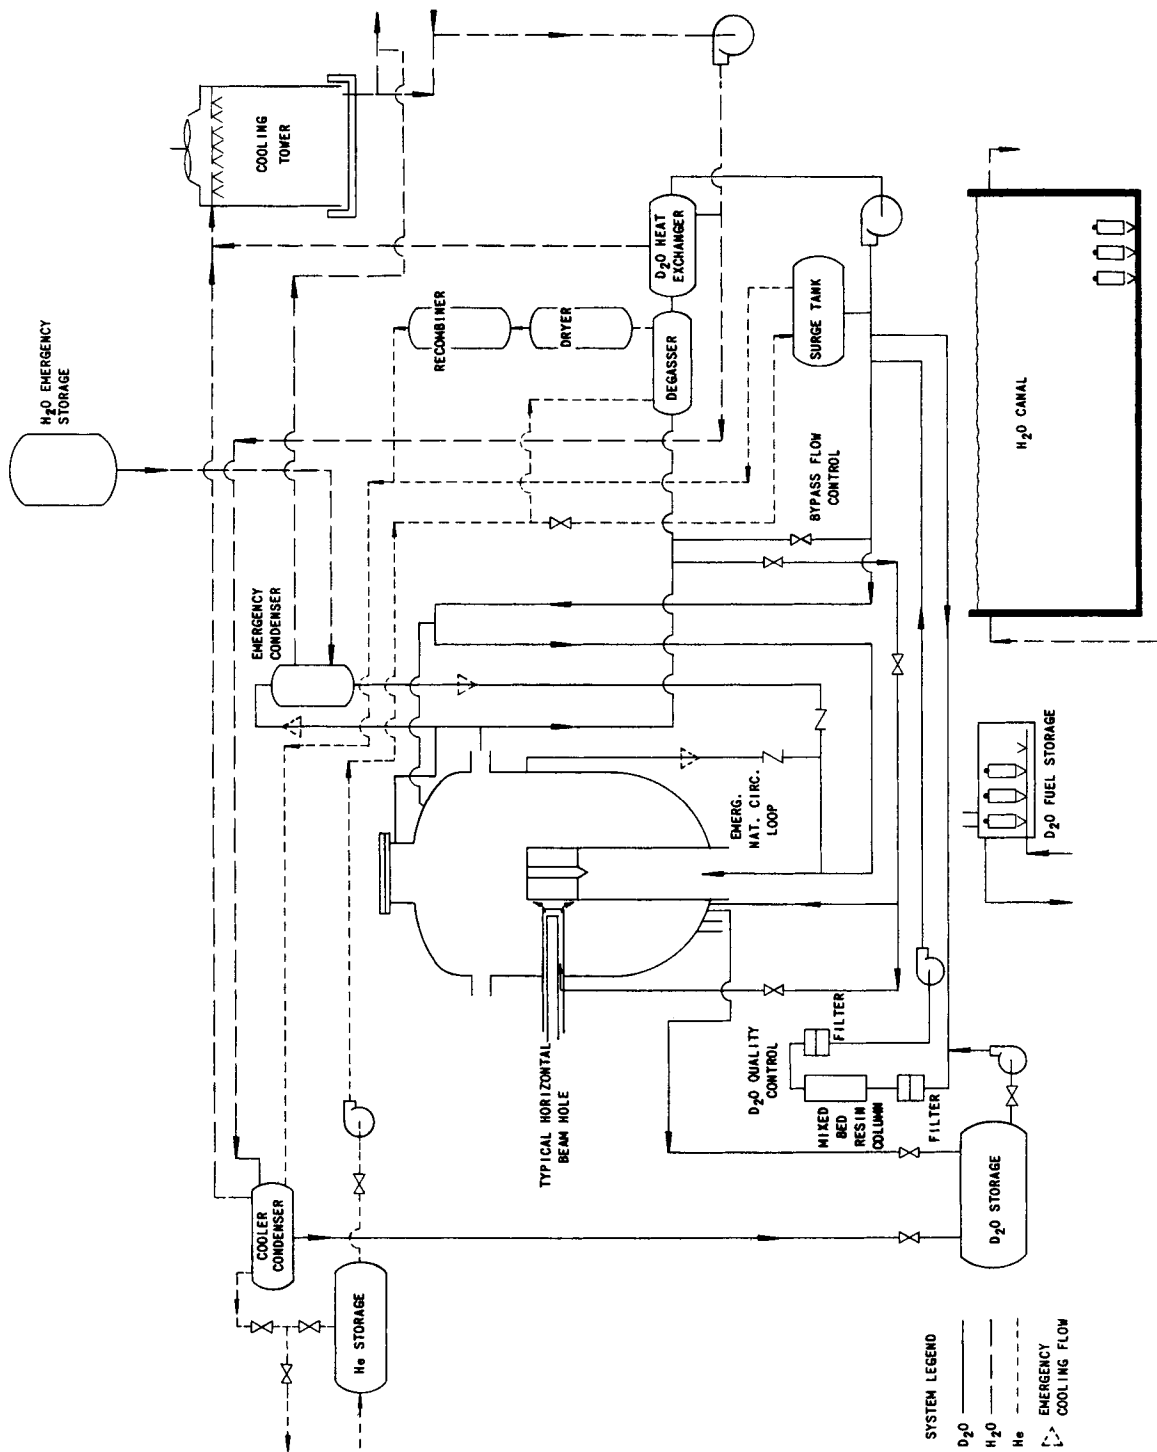 H₂O EMERGENCY
STORAGE
COOLING
TOWER
EMERGENCY
CONDENSER
RECOMBINER
DRYER
D₂O HEAT
EXCHANGER
DEGASSER
SURGE TANK
BYPASS FLOW
CONTROL
H₂O CANAL
COOLER
CONDENSER
He STORAGE
TYPICAL HORIZONTAL
BEAM HOLE
EMERG.
NAT. CIRC.
LOOP
D₂O QUALITY
CONTROL
FILTER
MIXED
BED
RESIN
COLUMN
FILTER
D₂O STORAGE
D₂O FUEL STORAGE
SYSTEM LEGEND
D₂O
H₂O
He
EMERGENCY
COOLING FLOW